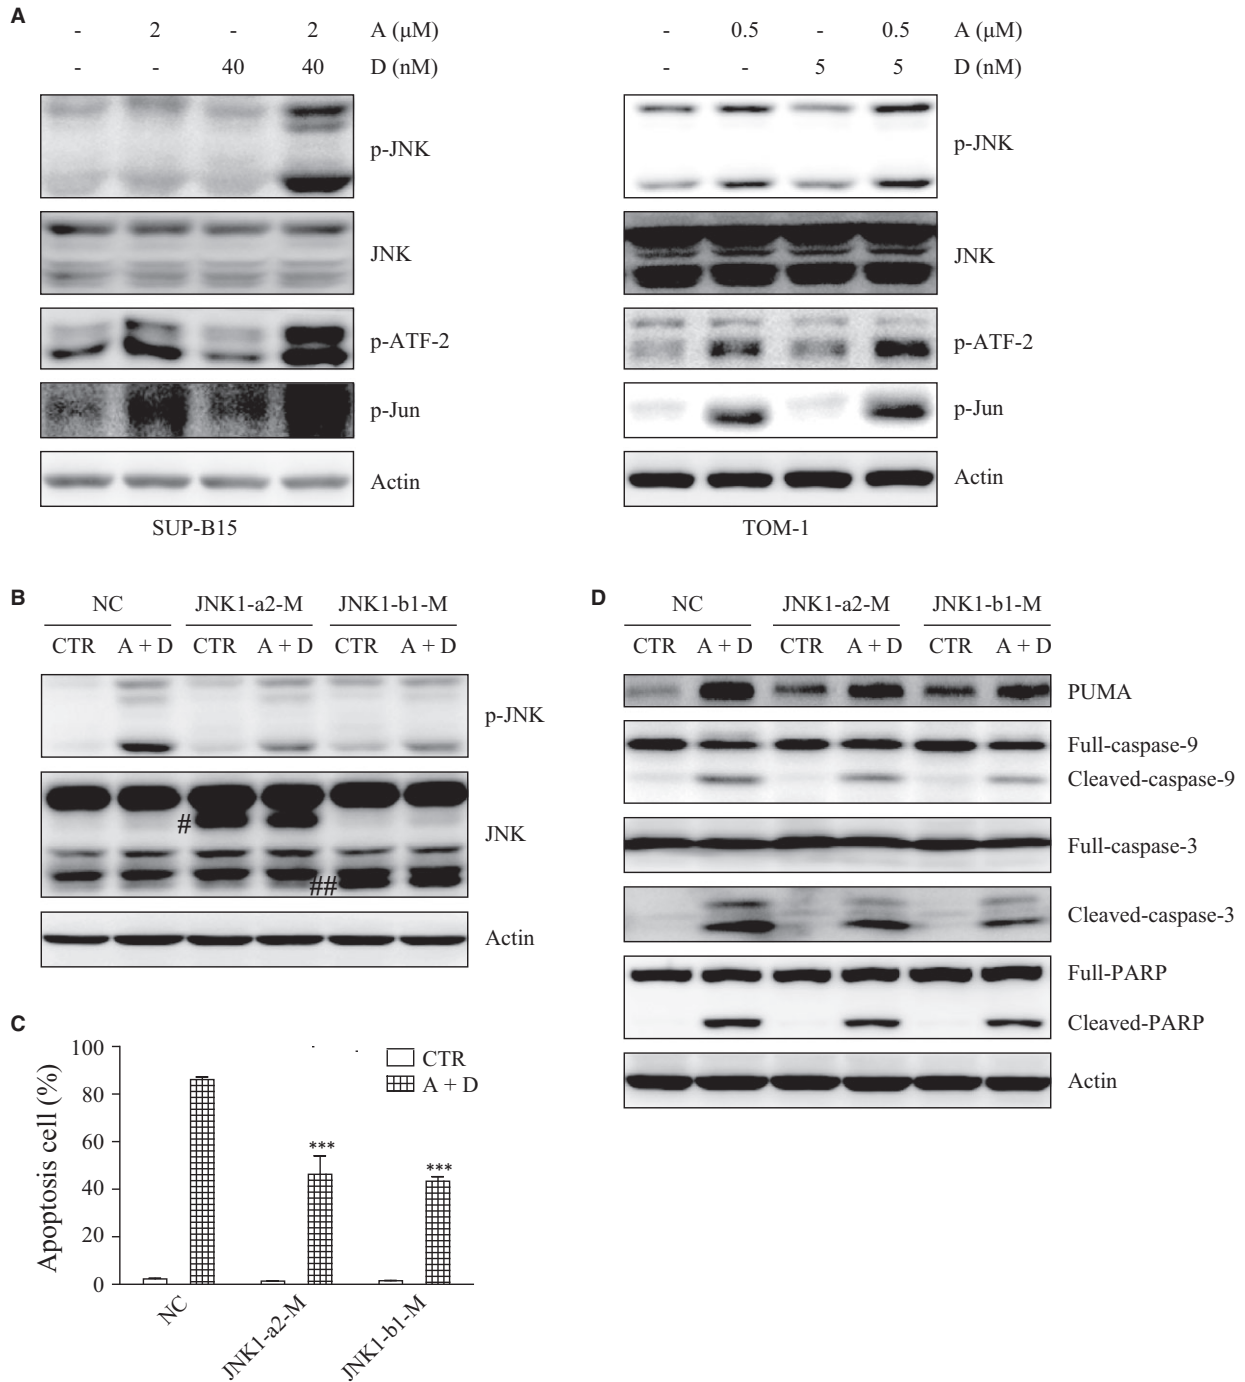 A
- 2 - 2 A (μM)
- - 40 40 D (nM)
p-JNK
JNK
p-ATF-2
p-Jun
Actin
SUP-B15
- 0.5 - 0.5 A (μM)
- - 5 5 D (nM)
p-JNK
JNK
p-ATF-2
p-Jun
Actin
TOM-1
B
NC JNK1-a2-M JNK1-b1-M
CTR A + D CTR A + D CTR A + D
p-JNK
#
JNK
##
Actin
C
Apoptosis cell (%)
100
80
60
40
20
0
CTR
A + D
***
***
NC
JNK1-a2-M
JNK1-b1-M
D
NC JNK1-a2-M JNK1-b1-M
CTR A + D CTR A + D CTR A + D
PUMA
Full-caspase-9
Cleaved-caspase-9
Full-caspase-3
Cleaved-caspase-3
Full-PARP
Cleaved-PARP
Actin